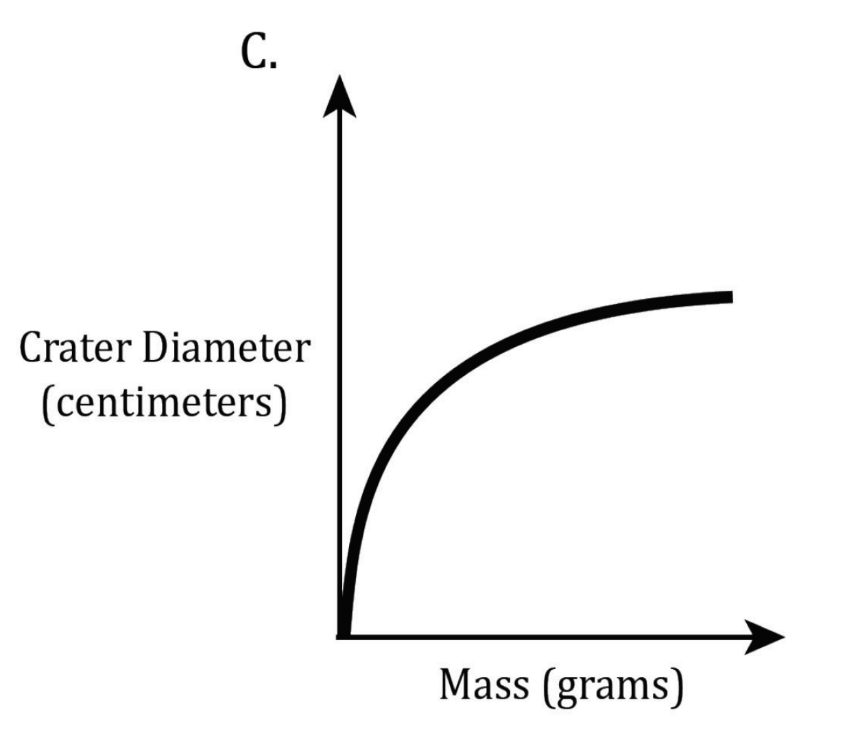 C.
Crater Diameter
(centimeters)
Mass (grams)